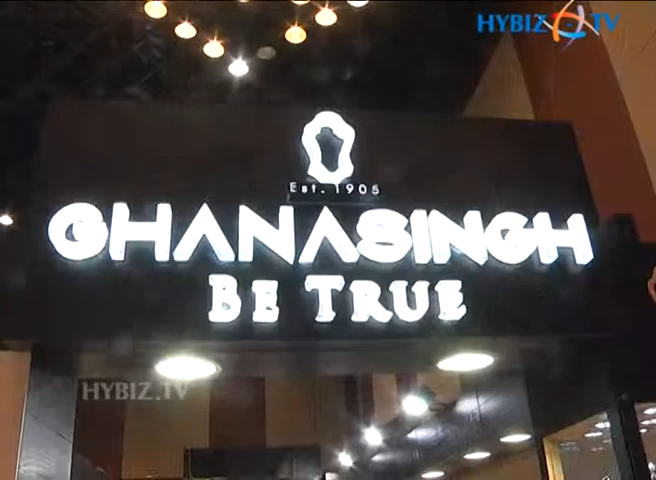 HYBIZ TV
Est. 1905
GHANASINGH
BE TRUE
HYBIZ.TV